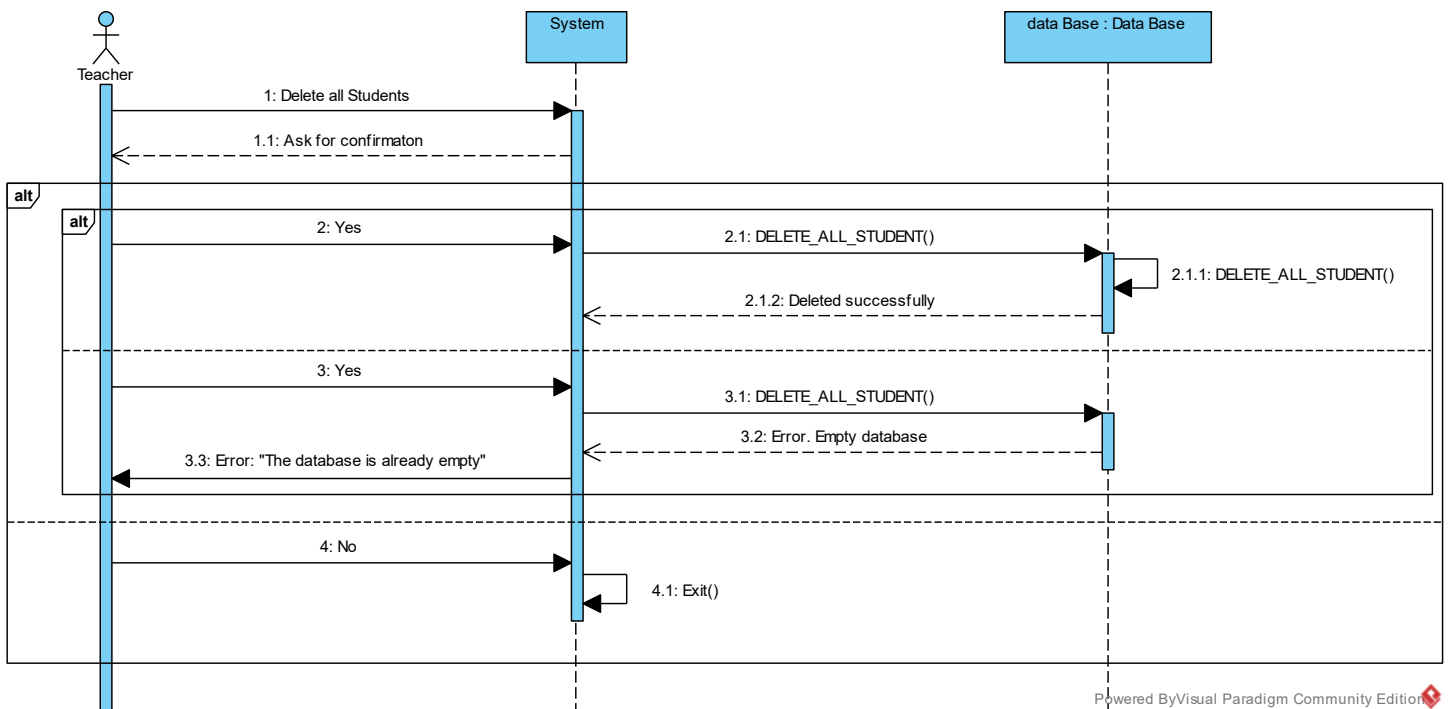 System
data Base : Data Base
Teacher
1: Delete all Students
1.1: Ask for confirmaton
alt
alt
2: Yes
2.1: DELETE_ALL_STUDENT()
2.1.1: DELETE_ALL_STUDENT()
2.1.2: Deleted successfully
3: Yes
3.1: DELETE_ALL_STUDENT()
3.2: Error. Empty database
3.3: Error: "The database is already empty"
4: No
4.1: Exit()
Powered ByVisual Paradigm Community Edition